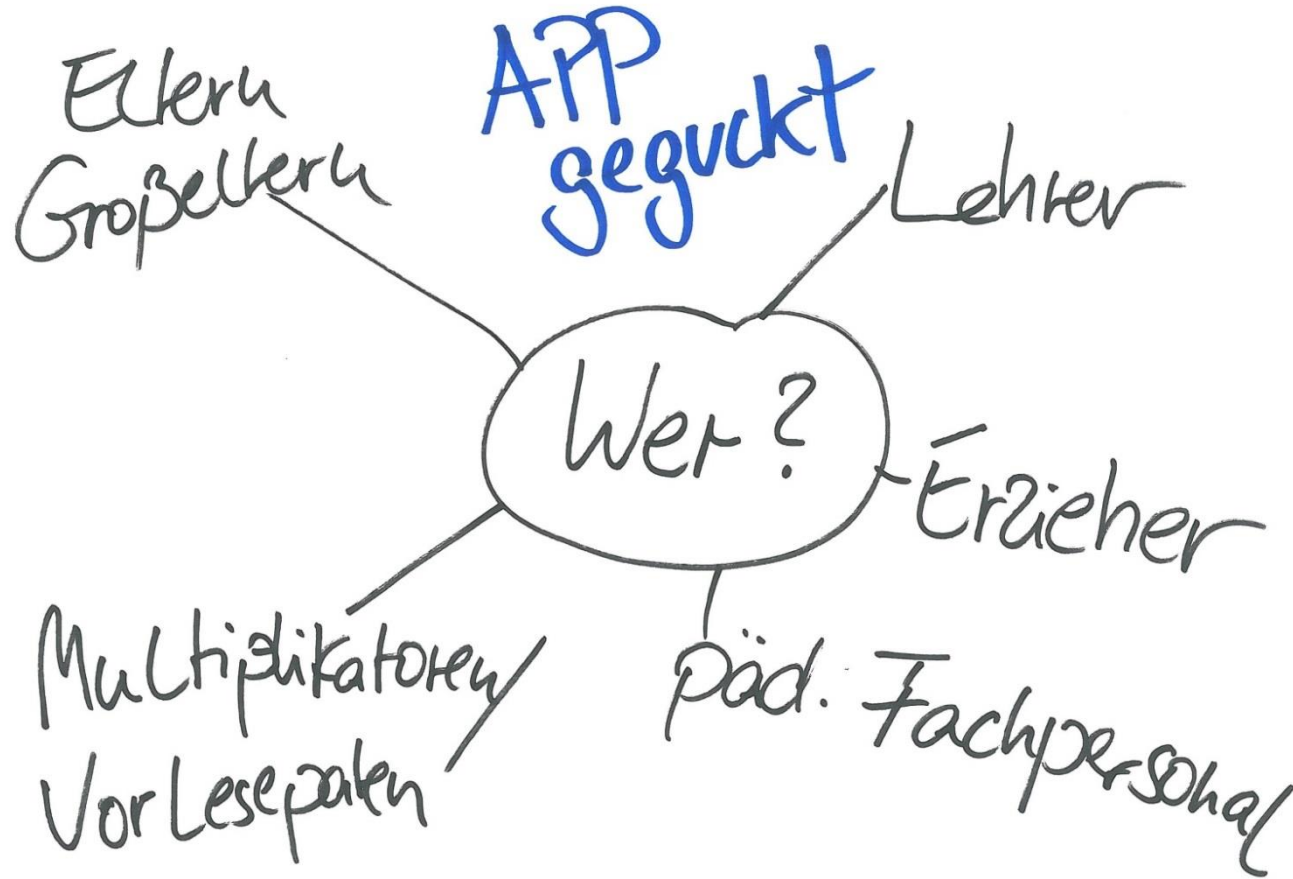 APP
geguckt
Eltern
Großeltern
Lehrer
Wer?
Erzieher
Multiplikatoren/
Vorlesepaten
päd. Fachpersonal